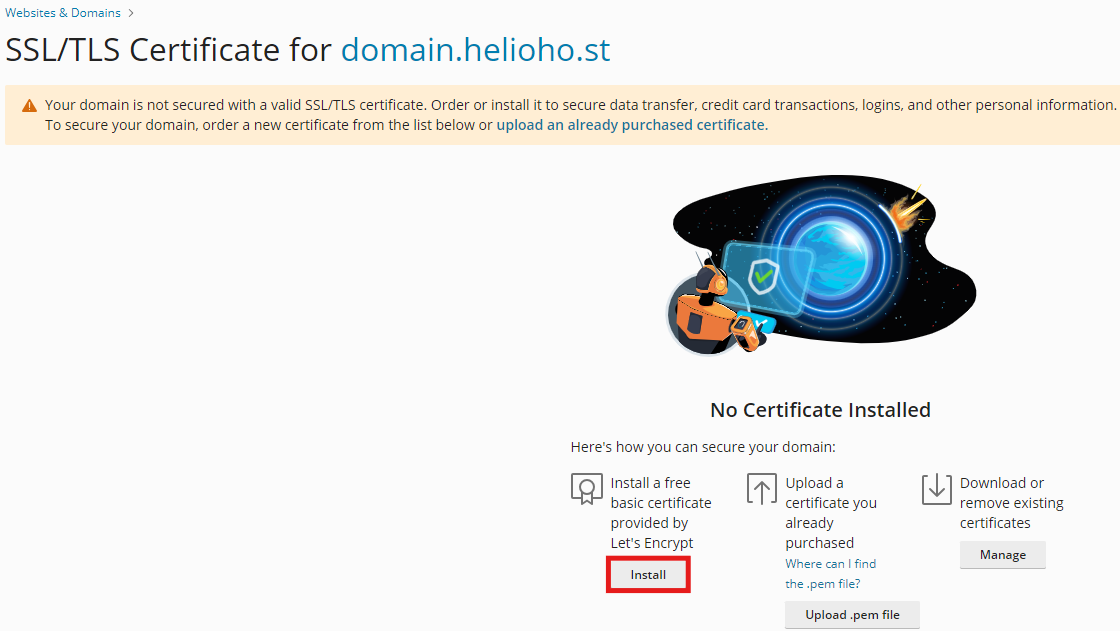 Websites & Domains >
SSL/TLS Certificate for domain.helioho.st
Your domain is not secured with a valid SSL/TLS certificate. Order or install it to secure data transfer, credit card transactions, logins, and other personal information.
To secure your domain, order a new certificate from the list below or upload an already purchased certificate.
No Certificate Installed
Here's how you can secure your domain:
Install a free
basic certificate
provided by
Let's Encrypt
Install
Upload a
certificate you
already
purchased
Where can I find
the .pem file?
Upload .pem file
Download or
remove existing
certificates
Manage